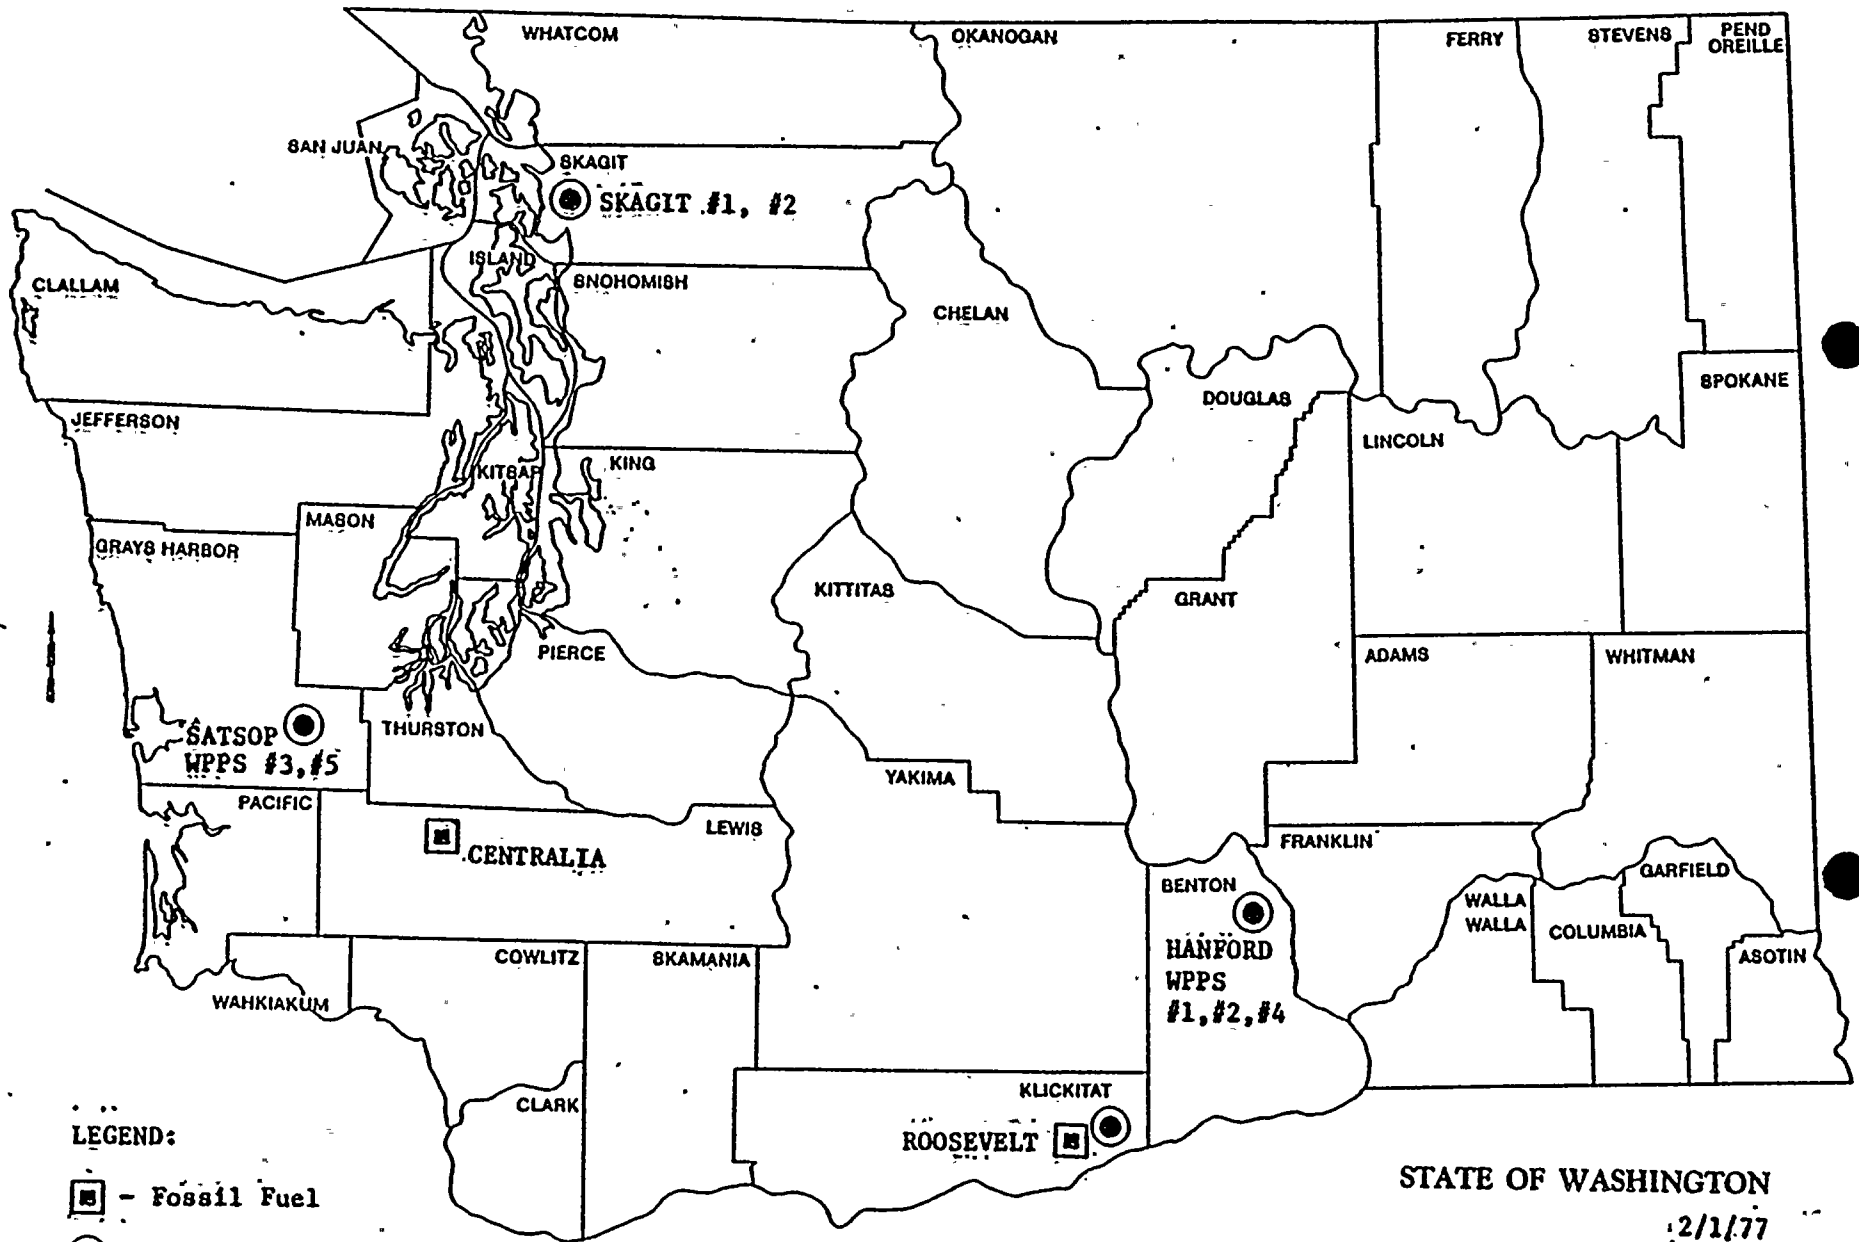 WHATCOM
OKANOGAN
FERRY
STEVENS
PEND
OREILLE
SAN JUAN
SKAGIT
SKAGIT #1, #2
ISLAND
CLALLAM
SNOHOMISH
CHELAN
SPOKANE
JEFFERSON
DOUGLAS
LINCOLN
KITSAP
KING
MASON
GRAYS HARBOR
KITTITAS
GRANT
PIERCE
ADAMS
WHITMAN
THURSTON
SATSOP
WPPS #3,#5
YAKIMA
PACIFIC
LEWIS
CENTRALIA
FRANKLIN
GARFIELD
BENTON
WALLA
WALLA
COLUMBIA
HANFORD
WPPS
#1,#2,#4
ASOTIN
COWLITZ
SKAMANIA
WAHKIAKUM
KLICKITAT
CLARK
ROOSEVELT
LEGEND:
- Fossil Fuel
STATE OF WASHINGTON
2/1/77